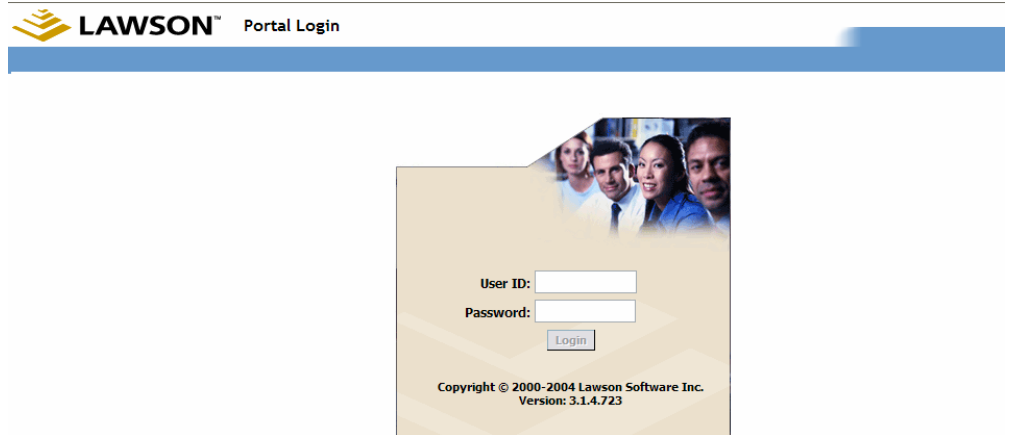 LAWSON™ Portal Login
User ID:
Password:
Login
Copyright © 2000-2004 Lawson Software Inc.
Version: 3.1.4.723